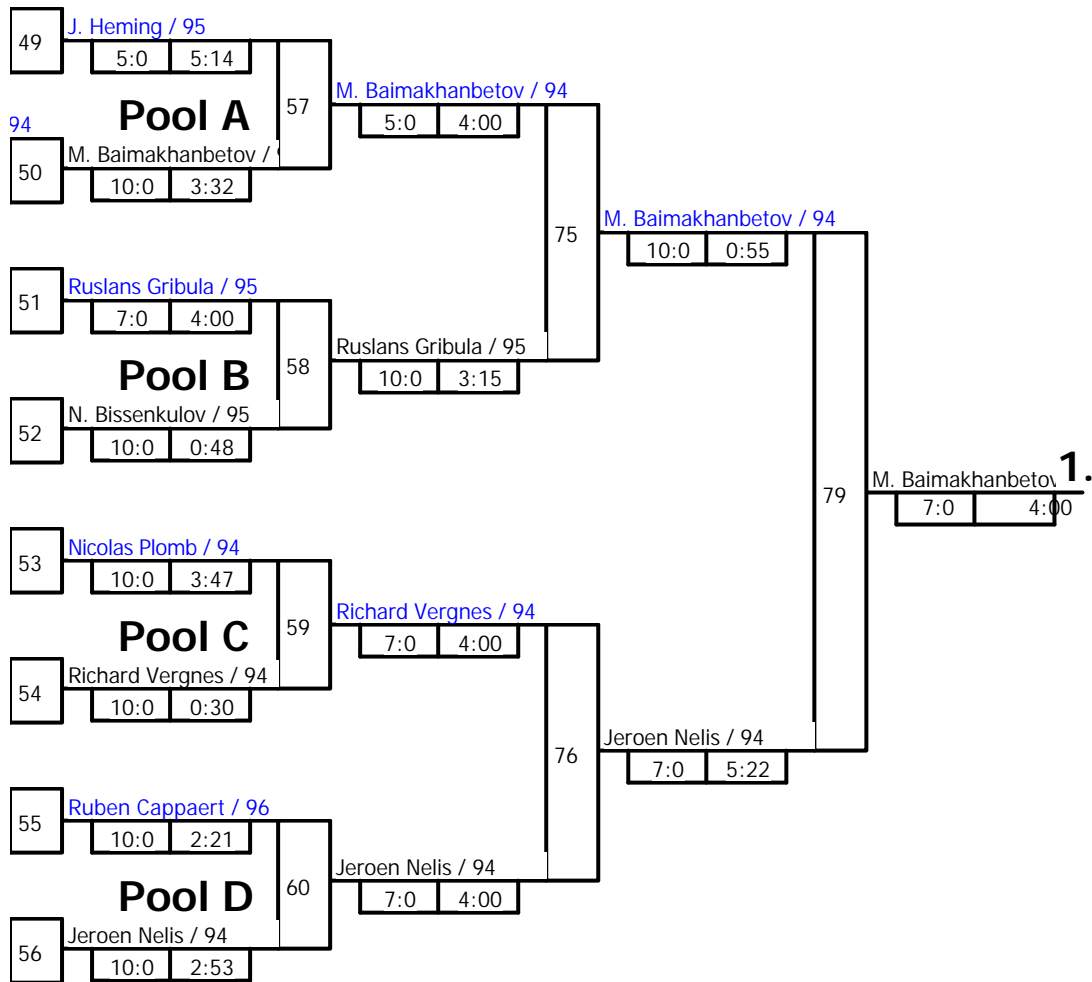 49
J. Heming / 95
5:0 5:14
Pool A
94
57
50
M. Baimakhanbetov /
10:0 3:32
M. Baimakhanbetov / 94
5:0 4:00
75
M. Baimakhanbetov / 94
10:0 0:55
51
Ruslans Gribula / 95
7:0 4:00
Pool B
58
52
N. Bissenkulov / 95
10:0 0:48
Ruslans Gribula / 95
10:0 3:15
79
M. Baimakhanbetov 1.
7:0 4:00
53
Nicolas Plomb / 94
10:0 3:47
Pool C
59
54
Richard Vergnes / 94
10:0 0:30
Richard Vergnes / 94
7:0 4:00
76
Jeroen Nelis / 94
7:0 5:22
55
Ruben Cappaert / 96
10:0 2:21
Pool D
60
56
Jeroen Nelis / 94
10:0 2:53
Jeroen Nelis / 94
7:0 4:00